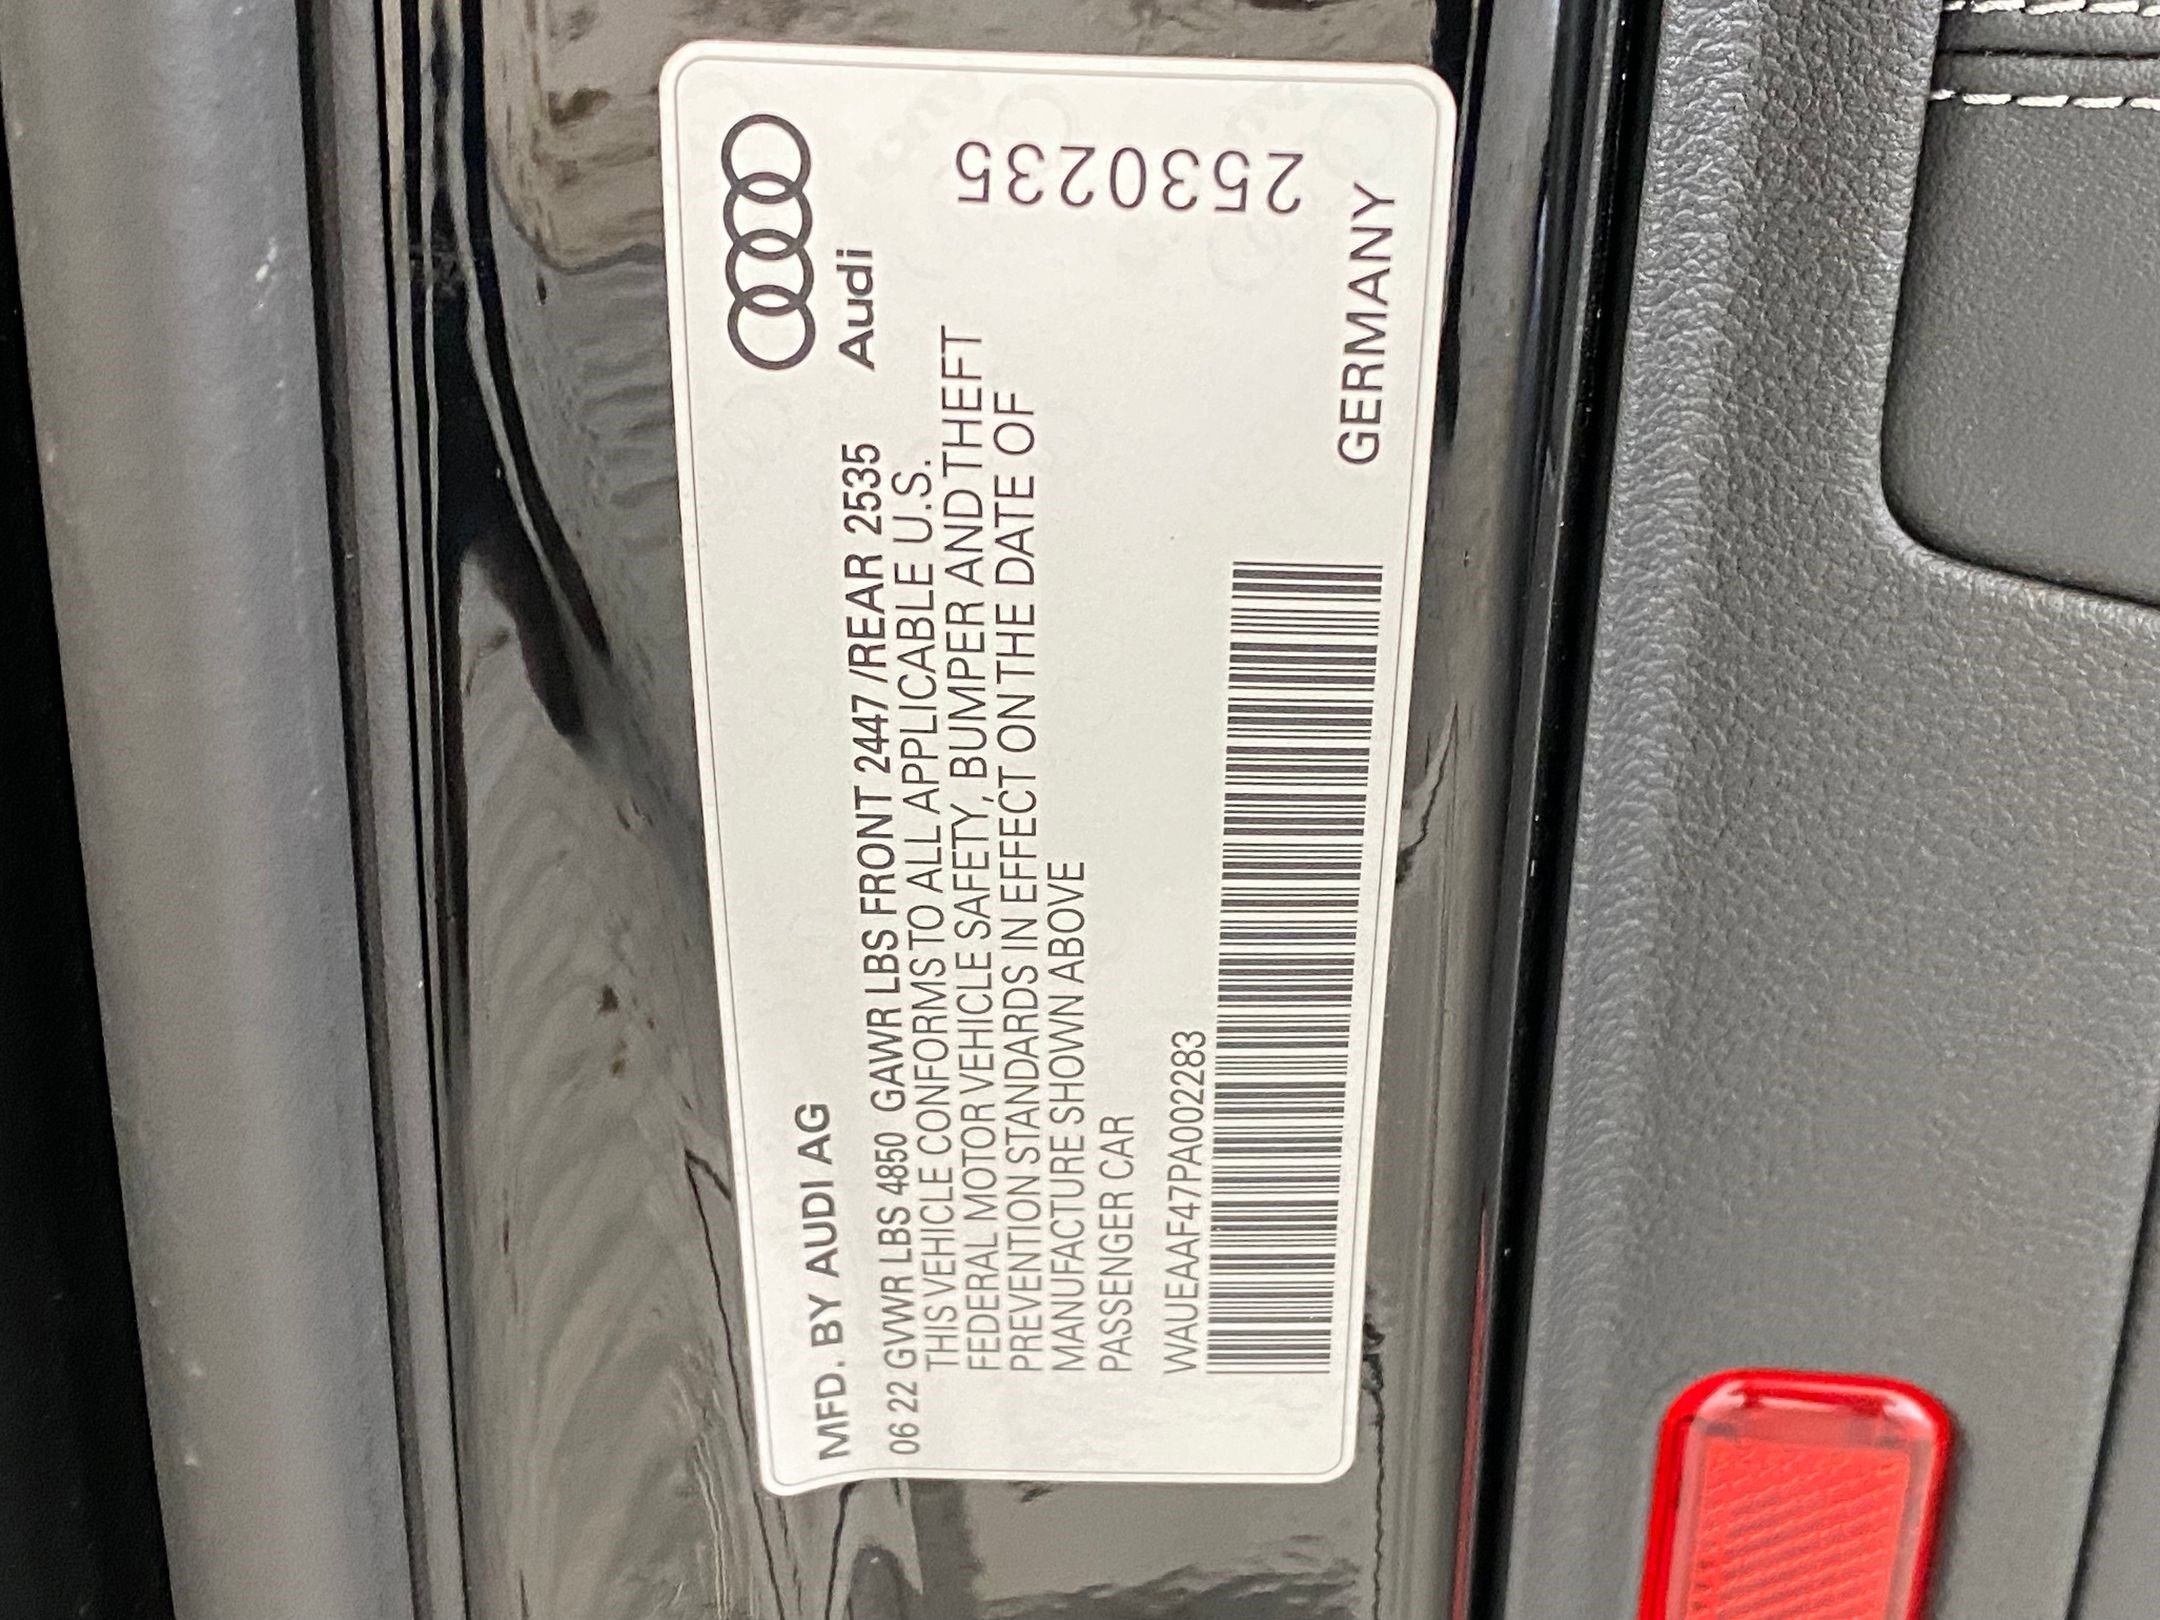 MFD. BY AUDI AG
Audi
06 22 GVWR LBS 4850 GAWR LBS FRONT 2447 /REAR 2535
THIS VEHICLE CONFORMS TO ALL APPLICABLE U.S.
FEDERAL MOTOR VEHICLE SAFETY, BUMPER AND THEFT
PREVENTION STANDARDS IN EFFECT ON THE DATE OF
MANUFACTURE SHOWN ABOVE
PASSENGER CAR
2530235
WAUEAAF47PA002283
GERMANY